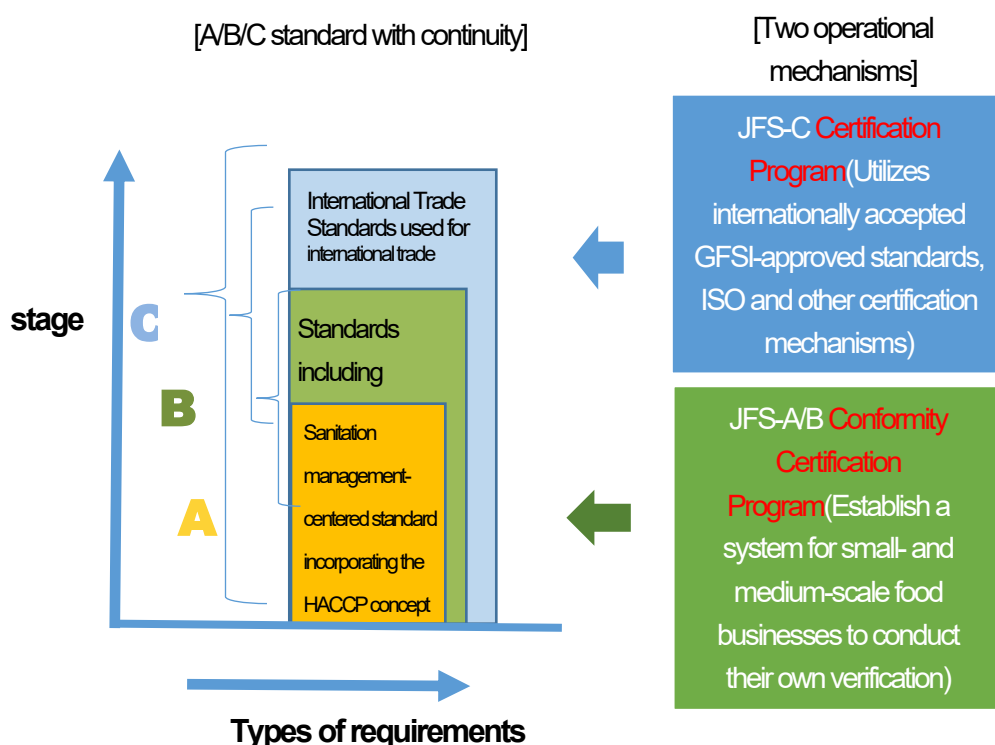 [A/B/C standard with continuity]
[Two operational
mechanisms]
JFS-C Certification
Program(Utilizes
internationally accepted
GFSI-approved standards,
ISO and other certification
mechanisms)
International Trade
Standards used for
international trade
stage
C
Standards
including
B
JFS-A/B Conformity
Certification
Program(Establish a
system for small- and
medium-scale food
businesses to conduct
their own verification)
Sanitation
management-
centered standard
incorporating the
HACCP concept
A
Types of requirements